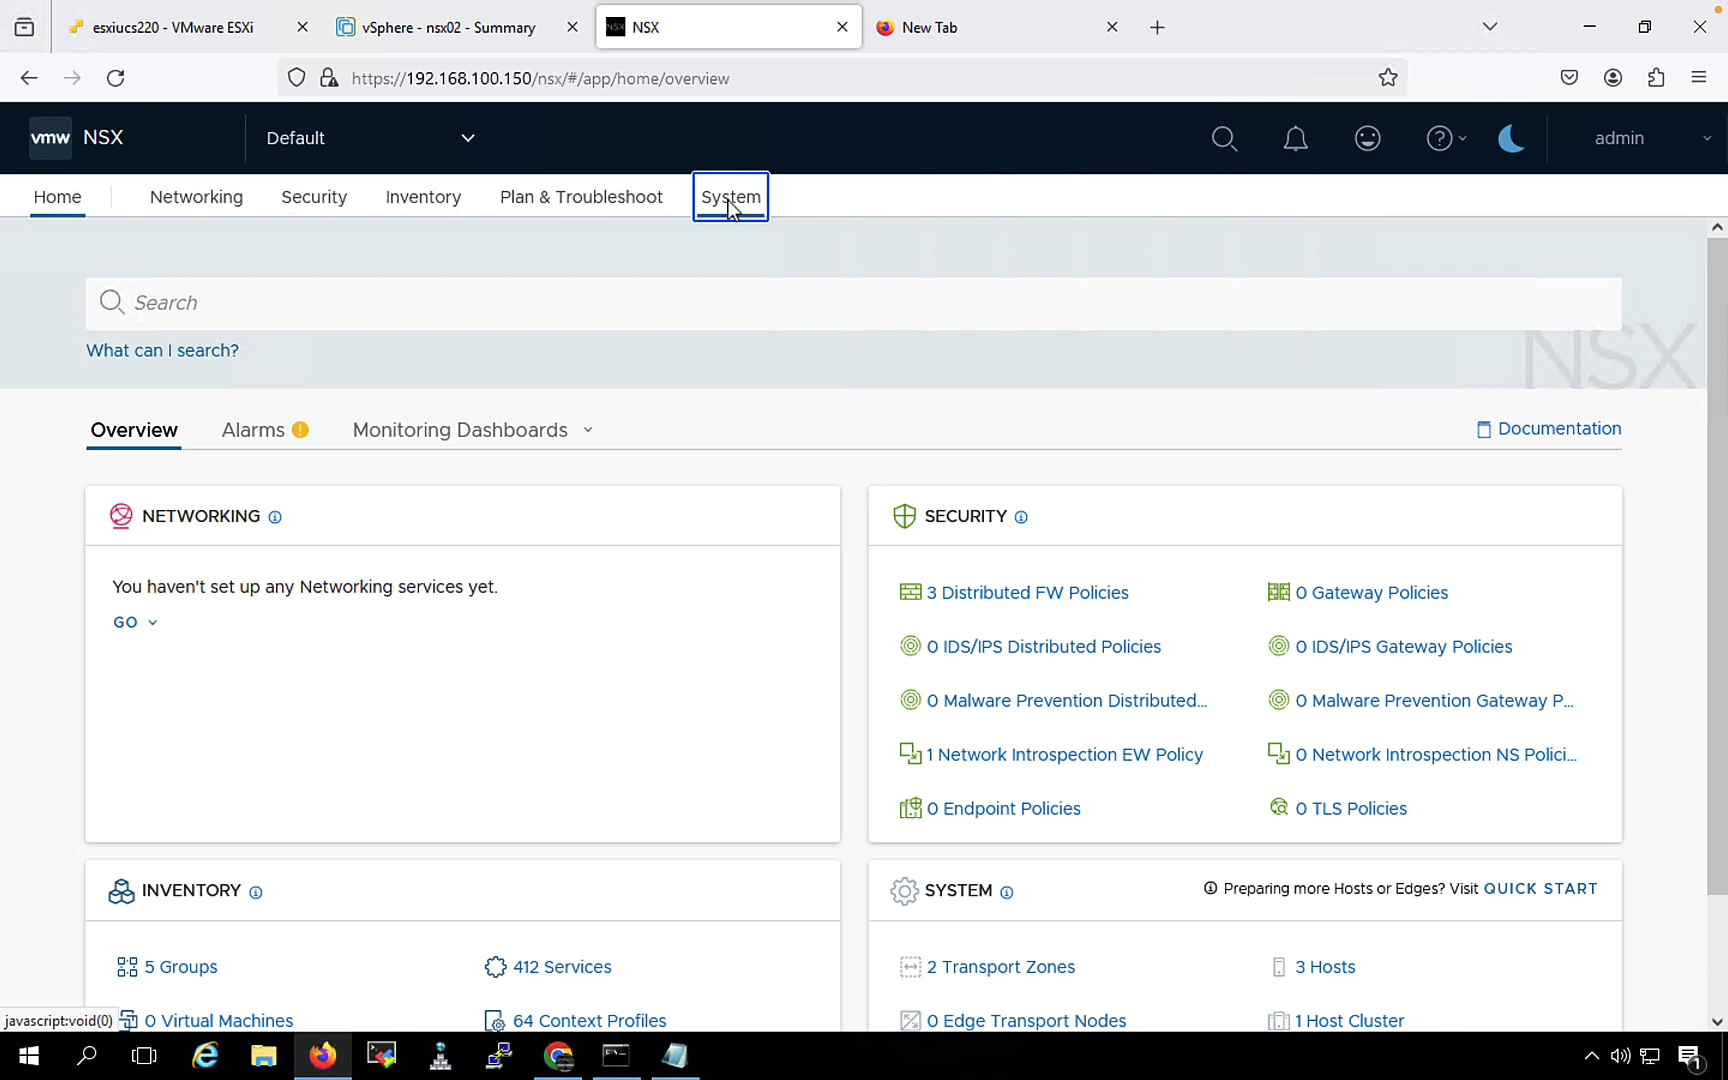 esxiucs220 - VMware ESXi
vSphere - nsx02 - Summary
NSX
New Tab
https://192.168.100.150/nsx/#/app/home/overview
vmw NSX
Default
admin
Home
Networking
Security
Inventory
Plan & Troubleshoot
System
Search
NSX
What can I search?
Overview
Alarms
Monitoring Dashboards
Documentation
NETWORKING
You haven't set up any Networking services yet.
GO
SECURITY
3 Distributed FW Policies
0 Gateway Policies
0 IDS/IPS Distributed Policies
0 IDS/IPS Gateway Policies
0 Malware Prevention Distributed...
0 Malware Prevention Gateway P...
1 Network Introspection EW Policy
0 Network Introspection NS Polici...
0 Endpoint Policies
0 TLS Policies
INVENTORY
5 Groups
412 Services
0 Virtual Machines
64 Context Profiles
SYSTEM
Preparing more Hosts or Edges? Visit QUICK START
2 Transport Zones
3 Hosts
0 Edge Transport Nodes
1 Host Cluster
javascript:void(0)
1